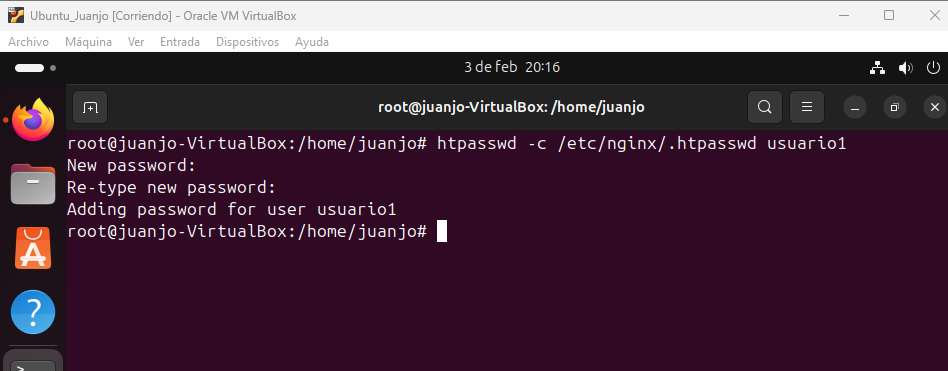 Ubuntu_Juanjo [Corriendo] - Oracle VM VirtualBox
Archivo Máquina Ver Entrada Dispositivos Ayuda
3 de feb 20:16
root@juanjo-VirtualBox: /home/juanjo
root@juanjo-VirtualBox:/home/juanjo# htpasswd -c /etc/nginx/.htpasswd usuario1
New password:
Re-type new password:
Adding password for user usuario1
root@juanjo-VirtualBox:/home/juanjo#